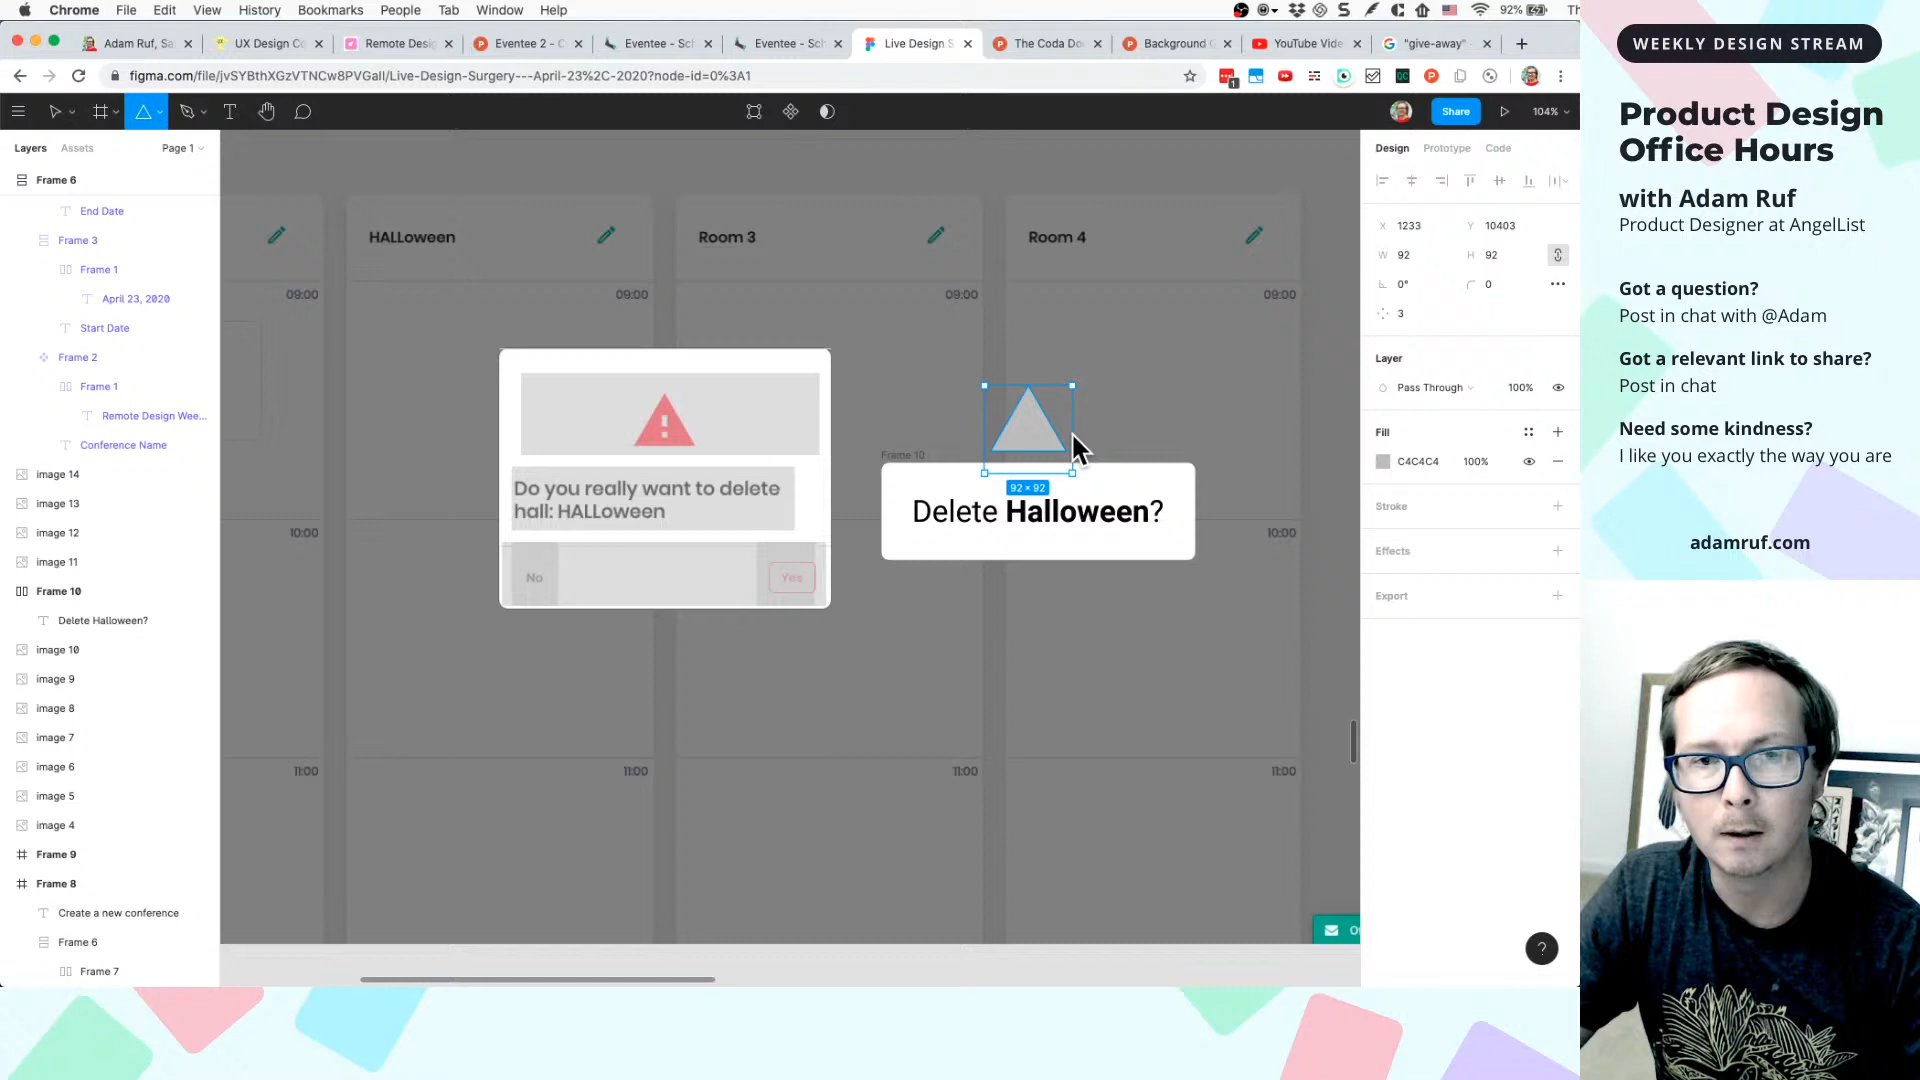 Chrome File Edit View History Bookmarks People Tab Window Help
92%
Adam Ruf, Sa
UX Design Co
Remote Desig
Eventee 2 - C
Eventee - Sch
Eventee - Sch
Live Design S
The Coda Do
Background
YouTube Vide
"give-away"
figma.com/file/jvSYBthXGzVTNCw8PVGaII/Live-Design-Surgery---April-23%2C-2020?node-id=0%3A1
Share
104%
Layers Assets Page 1
Frame 6
End Date
Frame 3
Frame 1
April 23, 2020
Start Date
Frame 2
Frame 1
Remote Design Wee...
Conference Name
image 14
image 13
image 12
image 11
Frame 10
Delete Halloween?
image 10
image 9
image 8
image 7
image 6
image 5
image 4
Frame 9
Frame 8
Create a new conference
Frame 6
Frame 7
HALLoween
Room 3
Room 4
09:00 09:00 09:00 09:00
Do you really want to delete
hall: HALLoween
No
Yes
Frame 10
92 × 92
Delete Halloween?
10:00 10:00
11:00 11:00 11:00 11:00
Design Prototype Code
X 1233 Y 10403
W 92 H 92
0° 0
3
Layer
Pass Through 100%
Fill
C4C4C4 100%
Stroke
Effects
Export
?
WEEKLY DESIGN STREAM
Product Design
Office Hours
with Adam Ruf
Product Designer at AngelList
Got a question?
Post in chat with @Adam
Got a relevant link to share?
Post in chat
Need some kindness?
I like you exactly the way you are
adamruf.com